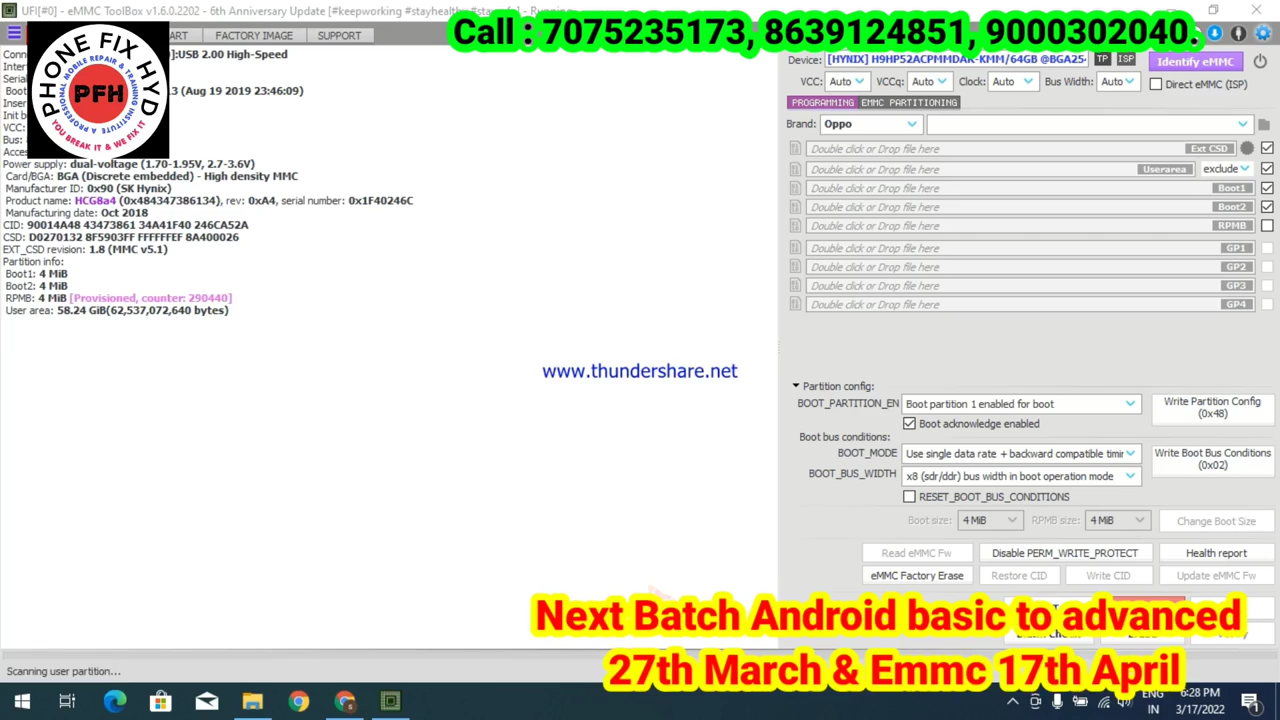 UFI[#0] - eMMC ToolBox v1.6.0.2202 - 6th Anniversary Update [#keepworking #stayhealthy
Call : 7075235173, 8639124851, 9000302040.
FACTORY IMAGE
SUPPORT
PHONE FIX HYD
A PROFESSIONAL MOBILE REPAIR & TRAINING INSTITUTE
PFH
YOU BREAK IT & WE FIX IT
:USB 2.00 High-Speed
(Aug 19 2019 23:46:09)
Power supply: dual-voltage (1.70-1.95V, 2.7-3.6V)
Card/BGA: BGA (Discrete embedded) - High density MMC
Manufacturer ID: 0x90 (SK Hynix)
Product name: HCG8a4 (0x484347386134), rev: 0xA4, serial number: 0x1F40246C
Manufacturing date: Oct 2018
CID: 90014A48 43473861 34A41F40 246CA52A
CSD: D0270132 8F5903FF FFFFFFEF 8A400026
EXT_CSD revision: 1.8 (MMC v5.1)
Partition info:
Boot1: 4 MiB
Boot2: 4 MiB
RPMB: 4 MiB [Provisioned, counter: 290440]
User area: 58.24 GiB(62,537,072,640 bytes)
www.thundershare.net
Scanning user partition...
Device: [HYNIX] H9HP52ACPMMDAR-KMM/64GB @BGA254 TP ISP Identify eMMC
VCC: Auto VCCq: Auto Clock: Auto Bus Width: Auto Direct eMMC (ISP)
PROGRAMMING EMMC PARTITIONING
Brand: Oppo
Double click or Drop file here Ext CSD
Double click or Drop file here Userarea exclude
Double click or Drop file here Boot1
Double click or Drop file here Boot2
Double click or Drop file here RPMB
Double click or Drop file here GP1
Double click or Drop file here GP2
Double click or Drop file here GP3
Double click or Drop file here GP4
Partition config:
BOOT_PARTITION_EN Boot partition 1 enabled for boot Write Partition Config (0x48)
Boot acknowledge enabled
Boot bus conditions:
BOOT_MODE Use single data rate + backward compatible timir Write Boot Bus Conditions (0x02)
BOOT_BUS_WIDTH x8 (sdr/ddr) bus width in boot operation mode
RESET_BOOT_BUS_CONDITIONS
Boot size: 4 MiB RPMB size: 4 MiB Change Boot Size
Read eMMC Fw Disable PERM_WRITE_PROTECT Health report
eMMC Factory Erase Restore CID Write CID Update eMMC Fw
Next Batch Android basic to advanced
27th March & Emmc 17th April
ENG
IN
6:28 PM
3/17/2022
1